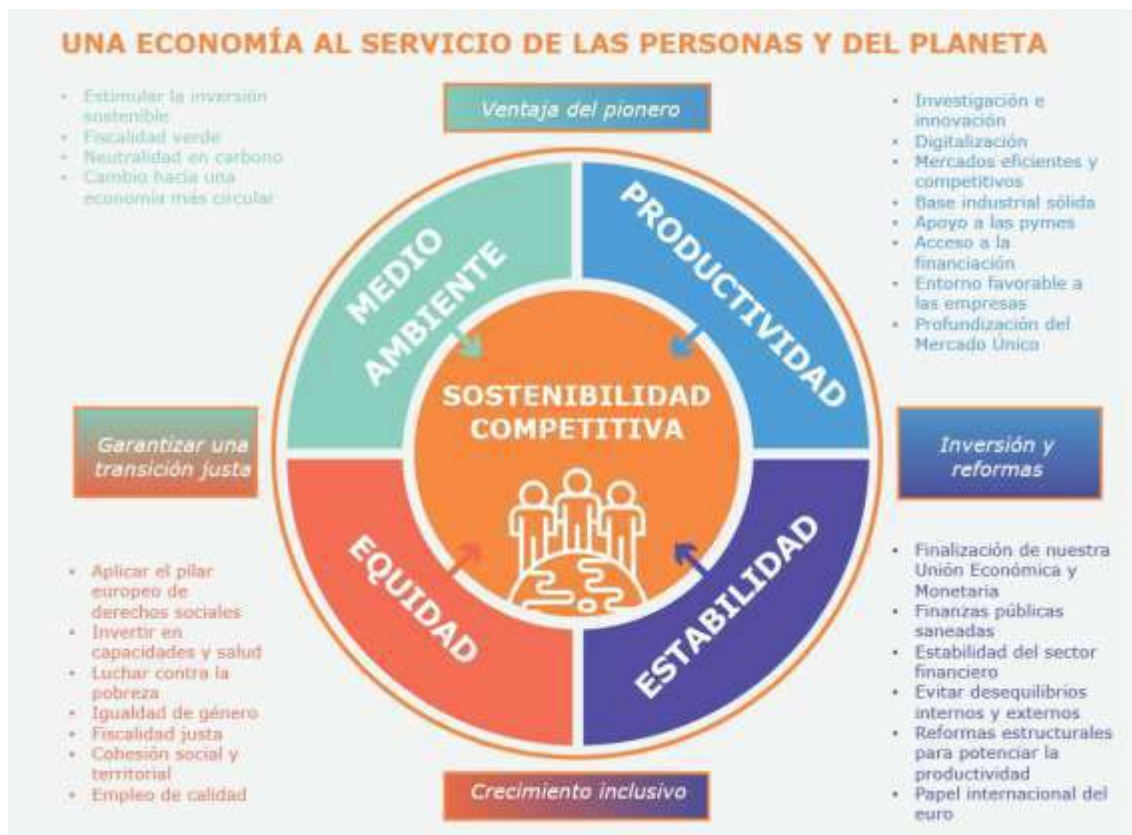 UNA ECONOMÍA AL SERVICIO DE LAS PERSONAS Y DEL PLANETA
• Estimular la inversión
sostenible
• Fiscalidad verde
• Neutralidad en carbono
• Cambio hacia una
economía más circular
Ventaja del pionero
• Investigación e
innovación
• Digitalización
• Mercados eficientes y
competitivos
• Base industrial sólida
• Apoyo a las pymes
• Acceso a la
financiación
• Entorno favorable a
las empresas
• Profundización del
Mercado Único
MEDIO
AMBIENTE
PRODUCTIVIDAD
SOSTENIBILIDAD
COMPETITIVA
Garantizar una
transición justa
Inversión y
reformas
EQUIDAD
ESTABILIDAD
• Aplicar el pilar
europeo de
derechos sociales
• Invertir en
capacidades y salud
• Luchar contra la
pobreza
• Igualdad de género
• Fiscalidad justa
• Cohesión social y
territorial
• Empleo de calidad
Crecimiento inclusivo
• Finalización de nuestra
Unión Económica y
Monetaria
• Finanzas públicas
saneadas
• Estabilidad del sector
financiero
• Evitar desequilibrios
internos y externos
• Reformas estructurales
para potenciar la
productividad
• Papel internacional del
euro